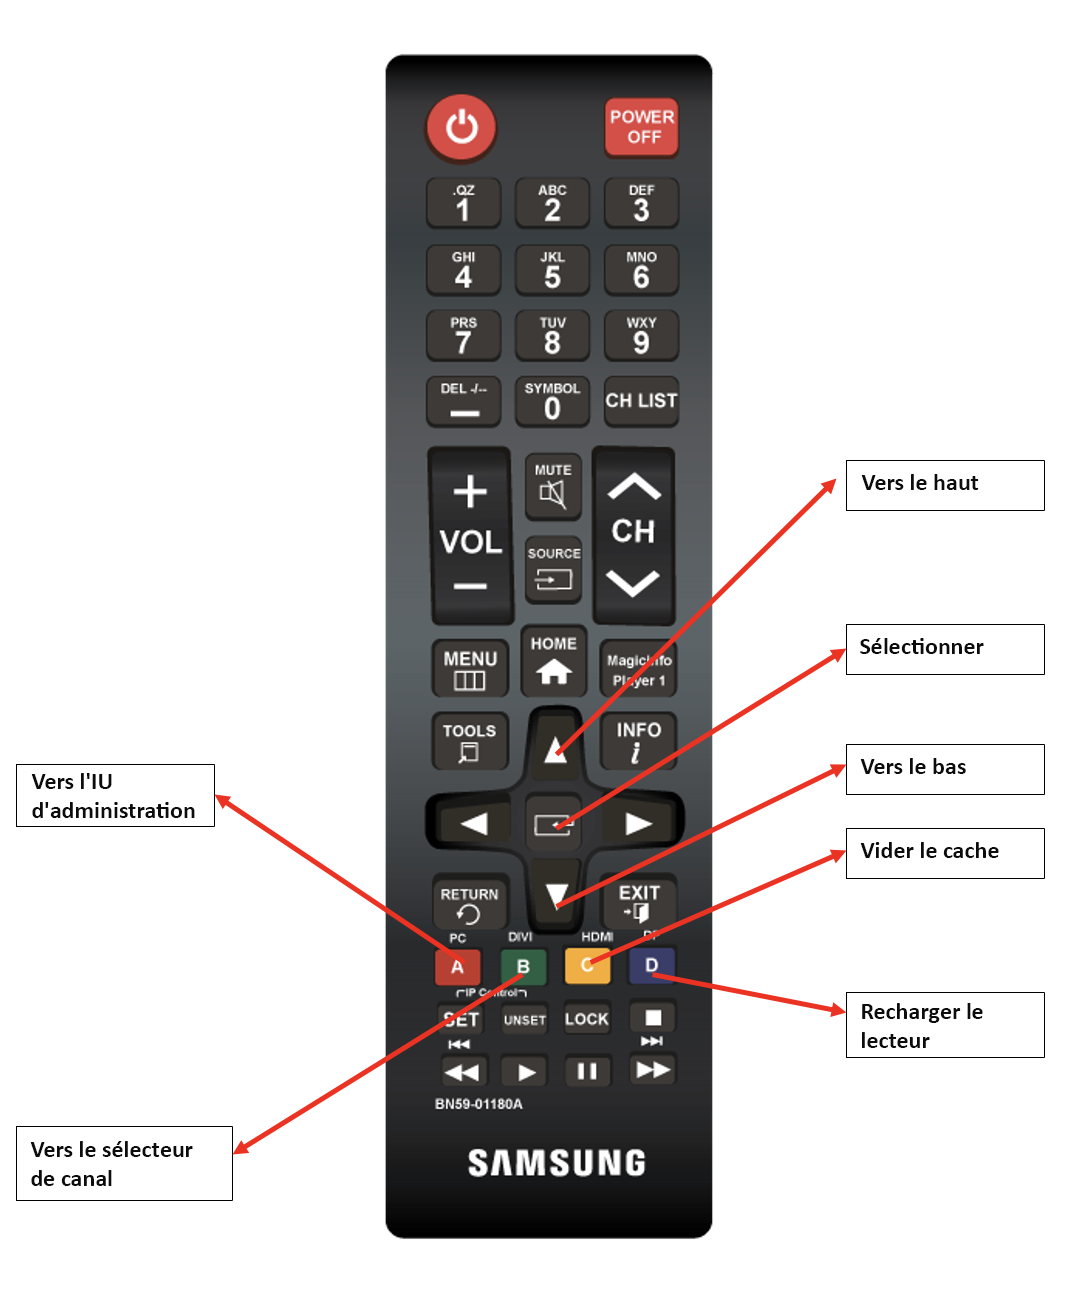 POWER
OFF
.QZ
1
ABC
2
DEF
3
GHI
4
JKL
5
MNO
6
PRS
7
TUV
8
WXY
9
DEL -/--
SYMBOL
0
CH LIST
+
VOL
−
MUTE
SOURCE
CH
Vers le haut
MENU
HOME
MagicInfo
Player 1
Sélectionner
TOOLS
INFO
i
Vers l'IU
d'administration
Vers le bas
Vider le cache
RETURN
EXIT
PC
DIVI
HDMI
DP
A
B
C
D
IP Control
SET
UNSET
LOCK
Recharger le
lecteur
BN59-01180A
Vers le sélecteur
de canal
SAMSUNG